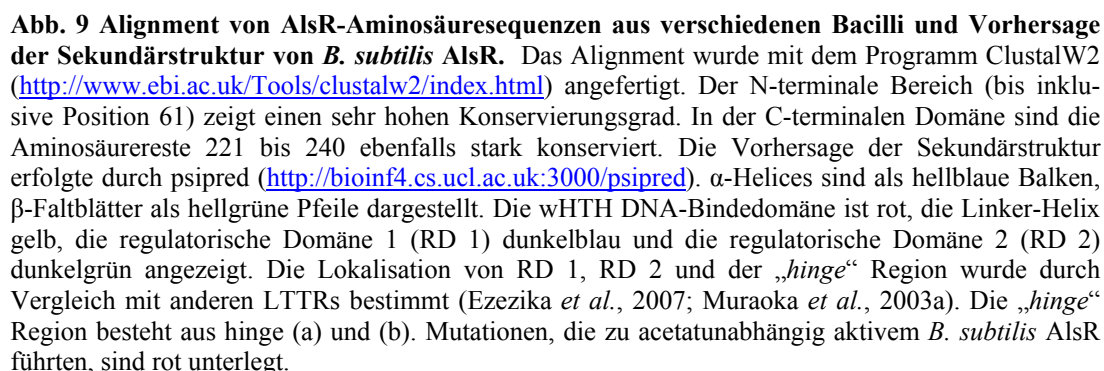 Abb. 9 Alignment von AlsR-Aminosäuresequenzen aus verschiedenen Bacilli und Vorhersage
der Sekundärstruktur von B. subtilis AlsR. Das Alignment wurde mit dem Programm ClustalW2
(http://www.ebi.ac.uk/Tools/clustalw2/index.html) angefertigt. Der N-terminale Bereich (bis inklu-
sive Position 61) zeigt einen sehr hohen Konservierungsgrad. In der C-terminalen Domäne sind die
Aminosäurereste 221 bis 240 ebenfalls stark konserviert. Die Vorhersage der Sekundärstruktur
erfolgte durch psipred (http://bioinf4.cs.ucl.ac.uk:3000/psipred). α-Helices sind als hellblaue Balken,
β-Faltblätter als hellgrüne Pfeile dargestellt. Die wHTH DNA-Bindedomäne ist rot, die Linker-Helix
gelb, die regulatorische Domäne 1 (RD 1) dunkelblau und die regulatorische Domäne 2 (RD 2)
dunkelgrün angezeigt. Die Lokalisation von RD 1, RD 2 und der „hinge“ Region wurde durch
Vergleich mit anderen LTTRs bestimmt (Ezezika et al., 2007; Muraoka et al., 2003a). Die „hinge“
Region besteht aus hinge (a) und (b). Mutationen, die zu acetatunabhängig aktivem B. subtilis AlsR
führten, sind rot unterlegt.